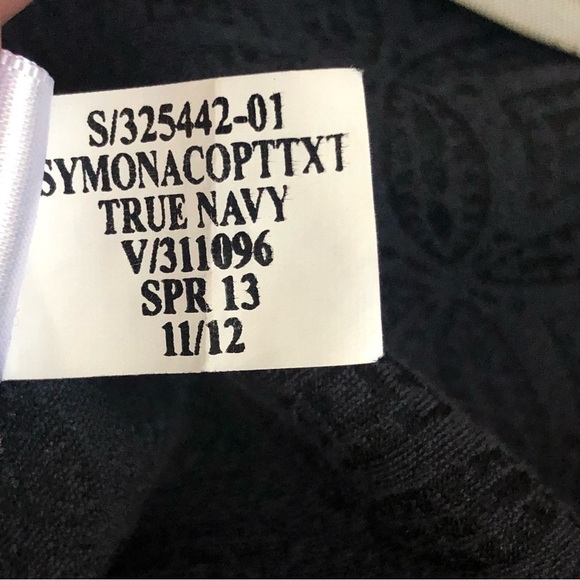 S/325442-01
SYMONACOPTTXT
TRUE NAVY
V/311096
SPR 13
11/12